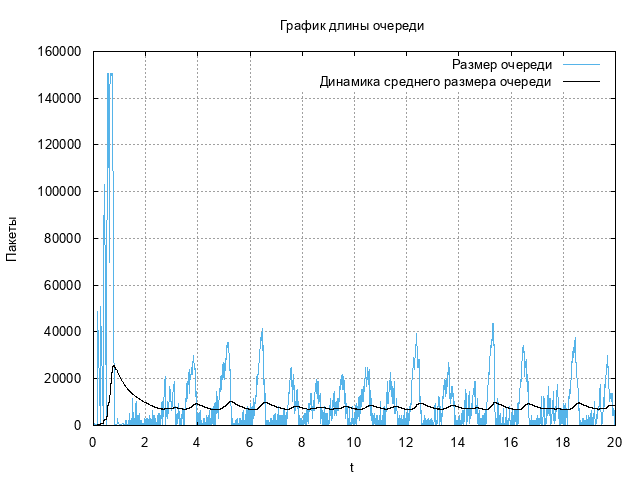 График длины очереди
160000
140000
120000
100000
80000
60000
40000
20000
0
Размер очереди
Динамика среднего размера очереди
Пакеты
0 2 4 6 8 10 12 14 16 18 20
t